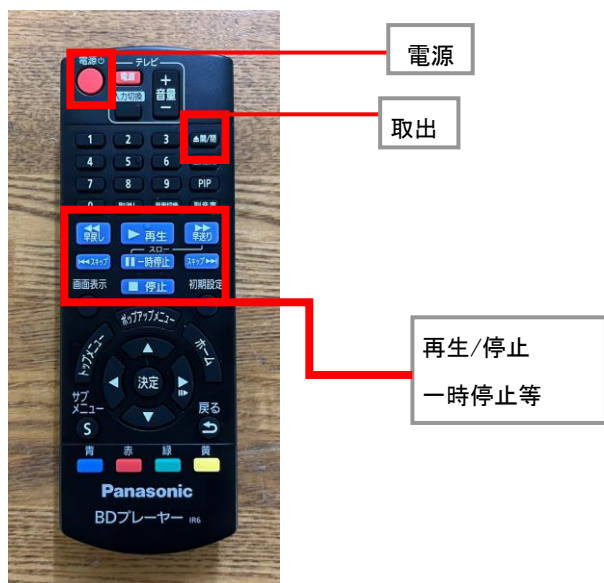 電源
取出
再生/停止
一時停止等
電源
テレビ
電源
入力切換
+
音量
−
1 2 3 ▲開/閉
4 5 6
7 8 9 PIP
0
早戻し 再生 早送り
スロー
スキップ 一時停止 スキップ
画面表示 停止 初期設定
ポップアップメニュー
トップメニュー ホーム
決定
サブ
メニュー 戻る
S
青 赤 緑 黄
Panasonic
BDプレーヤー IR6